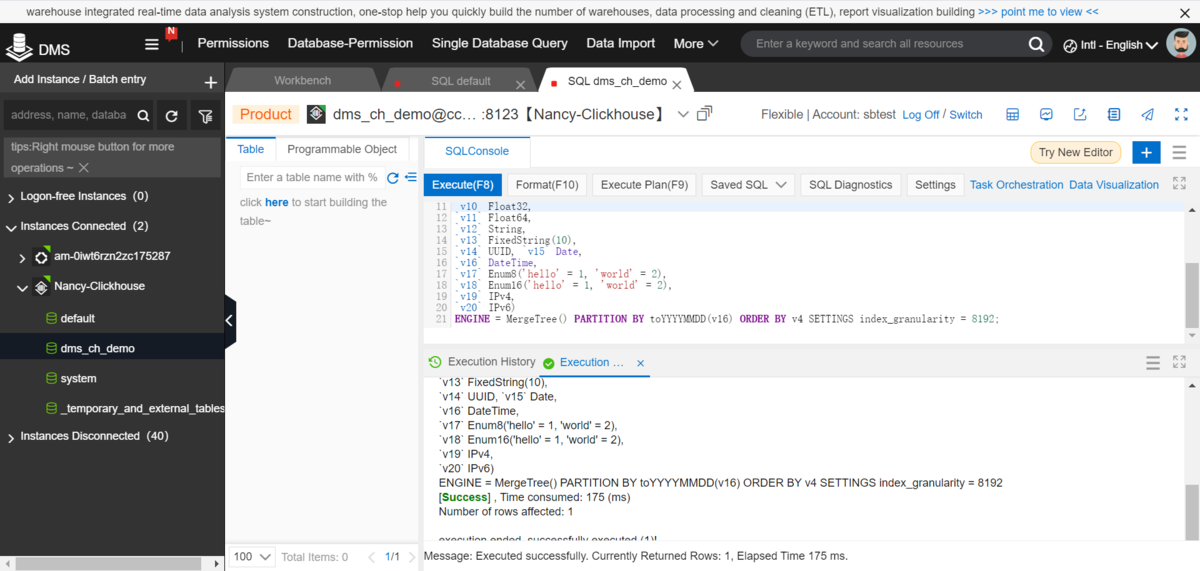 warehouse integrated real-time data analysis system construction, one-stop help you quickly build the number of warehouses, data processing and cleaning (ETL), report visualization building >>> point me to view <<
DMS
N
Permissions
Database-Permission
Single Database Query
Data Import
More
Enter a keyword and search all resources
Intl - English
Add Instance / Batch entry
Workbench
SQL default
SQL dms_ch_demo
address, name, databa
Product
dms_ch_demo@cc... :8123【Nancy-Clickhouse】
Flexible | Account: sbtest Log Off / Switch
tips:Right mouse button for more
operations ~
Table
Programmable Object
SQLConsole
Try New Editor
Enter a table name with %
Execute(F8)
Format(F10)
Execute Plan(F9)
Saved SQL
SQL Diagnostics
Settings
Task Orchestration
Data Visualization
click here to start building the
table~
Logon-free Instances (0)
Instances Connected (2)
am-0iwt6rzn2zc175287
Nancy-Clickhouse
default
dms_ch_demo
system
_temporary_and_external_tables
Instances Disconnected (40)
11 `v10` Float32,
12 `v11` Float64,
13 `v12` String,
14 `v13` FixedString(10),
15 `v14` UUID, `v15` Date,
16 `v16` DateTime,
17 `v17` Enum8('hello' = 1, 'world' = 2),
18 `v18` Enum16('hello' = 1, 'world' = 2),
19 `v19` IPv4,
20 `v20` IPv6)
21 ENGINE = MergeTree() PARTITION BY toYYYYMMDD(v16) ORDER BY v4 SETTINGS index_granularity = 8192;
Execution History
Execution ...
`v13` FixedString(10),
`v14` UUID, `v15` Date,
`v16` DateTime,
`v17` Enum8('hello' = 1, 'world' = 2),
`v18` Enum16('hello' = 1, 'world' = 2),
`v19` IPv4,
`v20` IPv6)
ENGINE = MergeTree() PARTITION BY toYYYYMMDD(v16) ORDER BY v4 SETTINGS index_granularity = 8192
[Success] , Time consumed: 175 (ms)
Number of rows affected: 1
execution ended, successfully executed (1)!
100
Total Items: 0
1/1
Message: Executed successfully. Currently Returned Rows: 1, Elapsed Time 175 ms.